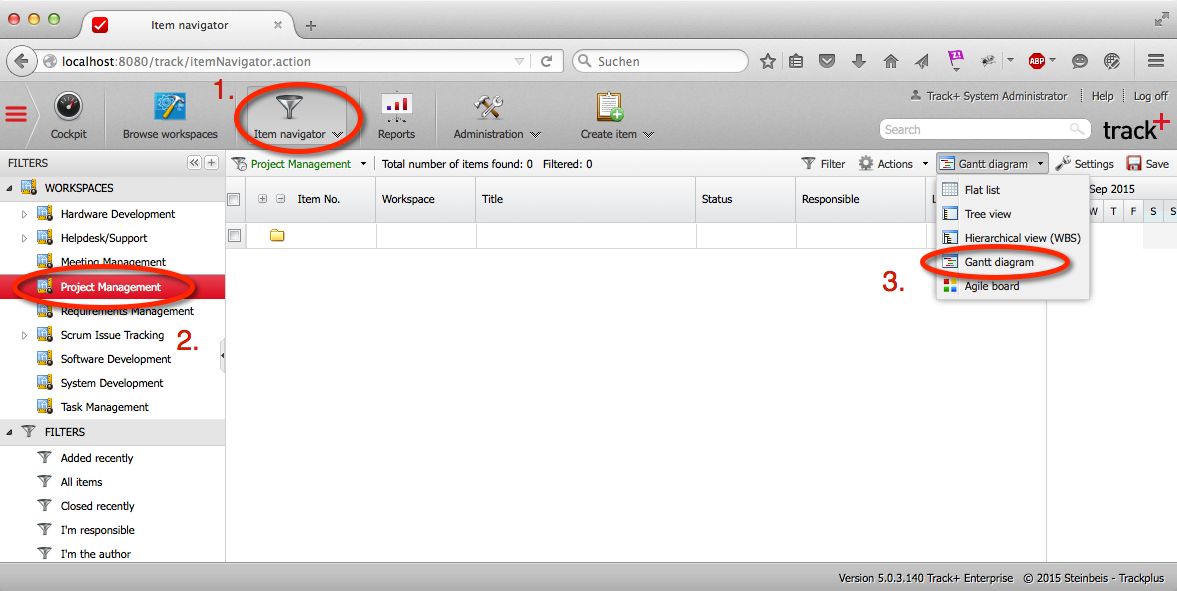 Item navigator
localhost:8080/track/itemNavigator.action
Suchen
Z1
ABP
1.
Cockpit
Browse workspaces
Item navigator
Reports
Administration
Create item
Track+ System Administrator
Help
Log off
Search
track+
FILTERS
Project Management
Total number of items found: 0 Filtered: 0
Filter
Actions
Gantt diagram
Settings
Save
WORKSPACES
Hardware Development
Helpdesk/Support
Meeting Management
Project Management
Requirements Management
2.
Scrum Issue Tracking
Software Development
System Development
Task Management
FILTERS
Added recently
All items
Closed recently
I'm responsible
I'm the author
Item No.
Workspace
Title
Status
Responsible
Sep 2015
W T F S S
Flat list
Tree view
Hierarchical view (WBS)
Gantt diagram
3.
Agile board
Version 5.0.3.140 Track+ Enterprise © 2015 Steinbeis - Trackplus